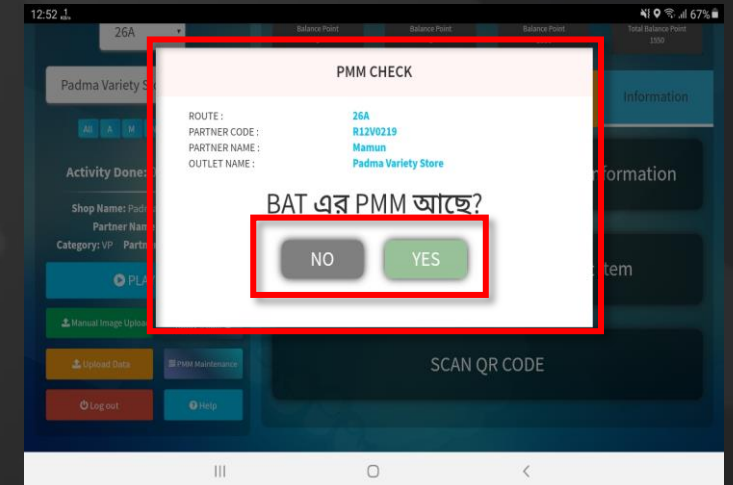 12:52
67%
26A
Balance Point
Balance Point
Balance Point
Total Balance Point
1550
Padma Variety
Information
PMM CHECK
ROUTE : 26A
PARTNER CODE : R12V0219
PARTNER NAME : Mamun
OUTLET NAME : Padma Variety Store
BAT এর PMM আছে?
NO
YES
All
A
M
Activity Done:
Shop Name:
Partner Nam
Category: VP
PLA
Manual Image Uploa
Upload Data
PMM Maintenance
Log out
Help
formation
tem
SCAN QR CODE